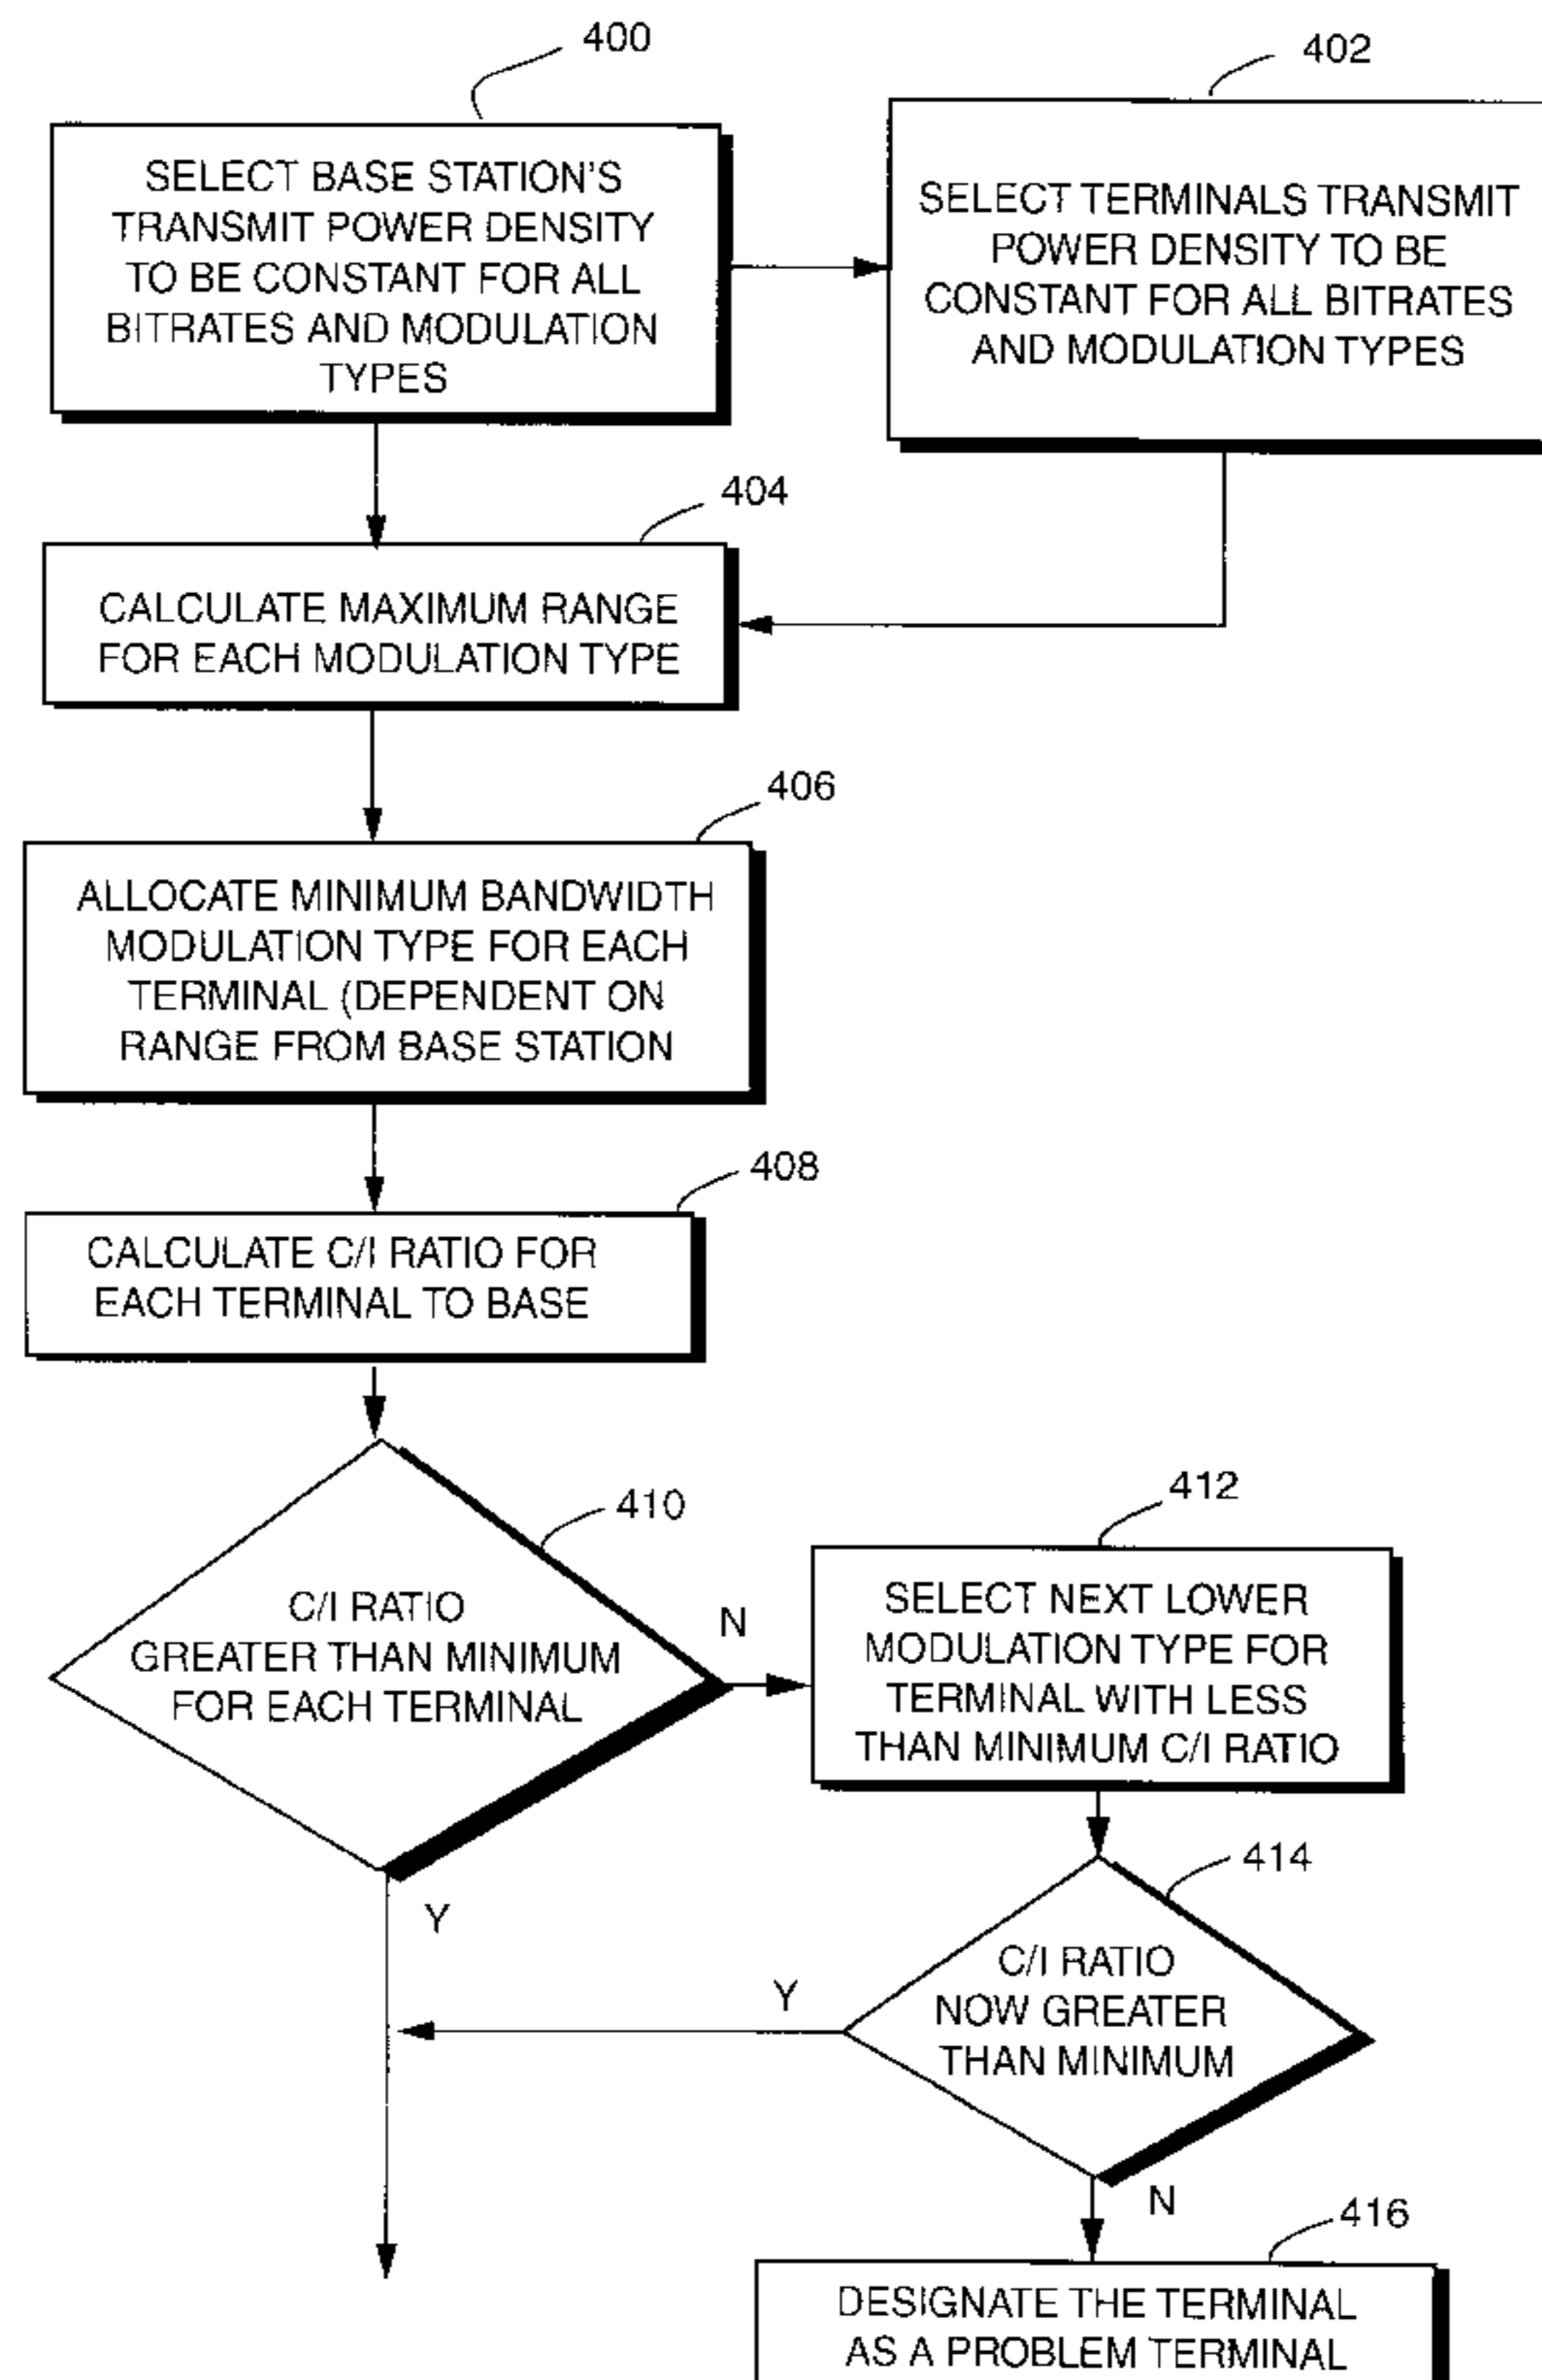 400
SELECT BASE STATION'S
TRANSMIT POWER DENSITY
TO BE CONSTANT FOR ALL
BITRATES AND MODULATION
TYPES
402
SELECT TERMINALS TRANSMIT
POWER DENSITY TO BE
CONSTANT FOR ALL BITRATES
AND MODULATION TYPES
404
CALCULATE MAXIMUM RANGE
FOR EACH MODULATION TYPE
406
ALLOCATE MINIMUM BANDWIDTH
MODULATION TYPE FOR EACH
TERMINAL (DEPENDENT ON
RANGE FROM BASE STATION
408
CALCULATE C/I RATIO FOR
EACH TERMINAL TO BASE
410
C/I RATIO
GREATER THAN MINIMUM
FOR EACH TERMINAL
N
Y
412
SELECT NEXT LOWER
MODULATION TYPE FOR
TERMINAL WITH LESS
THAN MINIMUM C/I RATIO
414
C/I RATIO
NOW GREATER
THAN MINIMUM
Y
N
416
DESIGNATE THE TERMINAL
AS A PROBLEM TERMINAL